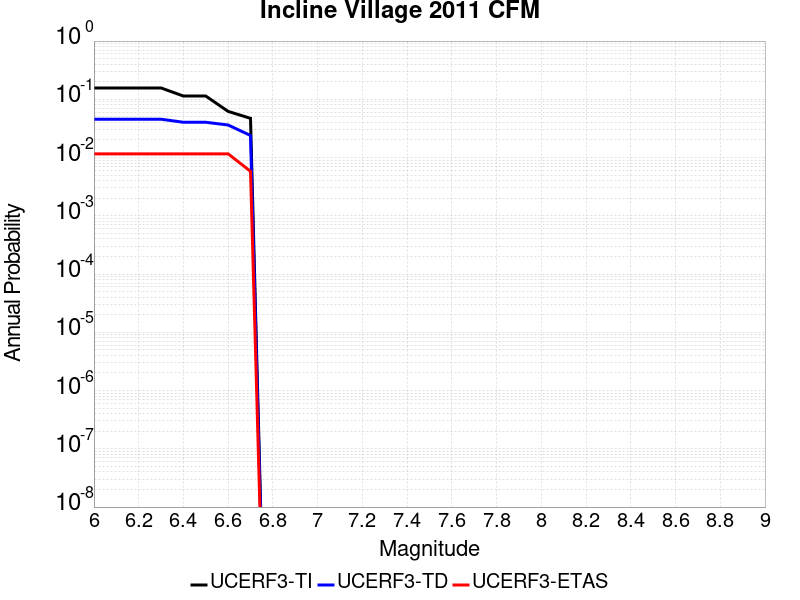 Incline Village 2011 CFM
10^0
10^-1
10^-2
10^-3
10^-4
10^-5
10^-6
10^-7
10^-8
Annual Probability
6 6.2 6.4 6.6 6.8 7 7.2 7.4 7.6 7.8 8 8.2 8.4 8.6 8.8 9
Magnitude
UCERF3-TI UCERF3-TD UCERF3-ETAS